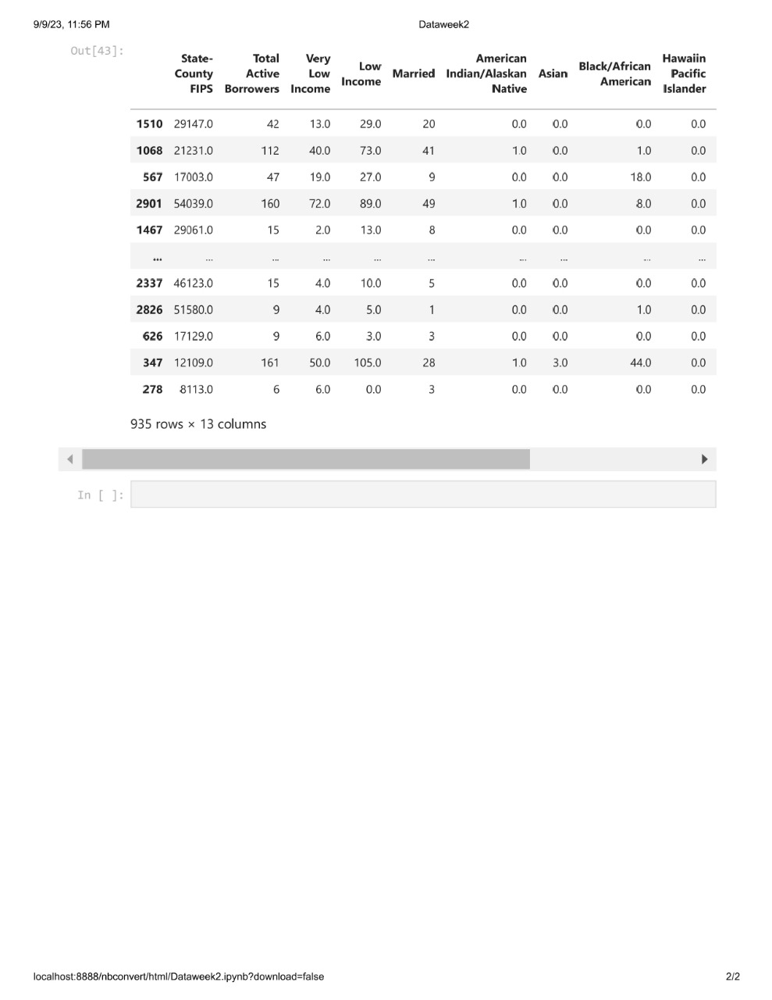 9/9/23, 11:56 PM Dataweek2
Out[43]:
State-County FIPS Total Active Borrowers Very Low Income Low Income Married American Indian/Alaskan Native Asian Black/African American Hawaiin Pacific Islander
1510 29147.0 42 13.0 29.0 20 0.0 0.0 0.0 0.0
1068 21231.0 112 40.0 73.0 41 1.0 0.0 1.0 0.0
567 17003.0 47 19.0 27.0 9 0.0 0.0 18.0 0.0
2901 54039.0 160 72.0 89.0 49 1.0 0.0 8.0 0.0
1467 29061.0 15 2.0 13.0 8 0.0 0.0 0.0 0.0
... ... ... ... ... ... ... ... ... ...
2337 46123.0 15 4.0 10.0 5 0.0 0.0 0.0 0.0
2826 51580.0 9 4.0 5.0 1 0.0 0.0 1.0 0.0
626 17129.0 9 6.0 3.0 3 0.0 0.0 0.0 0.0
347 12109.0 161 50.0 105.0 28 1.0 3.0 44.0 0.0
278 8113.0 6 6.0 0.0 3 0.0 0.0 0.0 0.0
935 rows × 13 columns
In [ ]:
localhost:8888/nbconvert/html/Dataweek2.ipynb?download=false 2/2